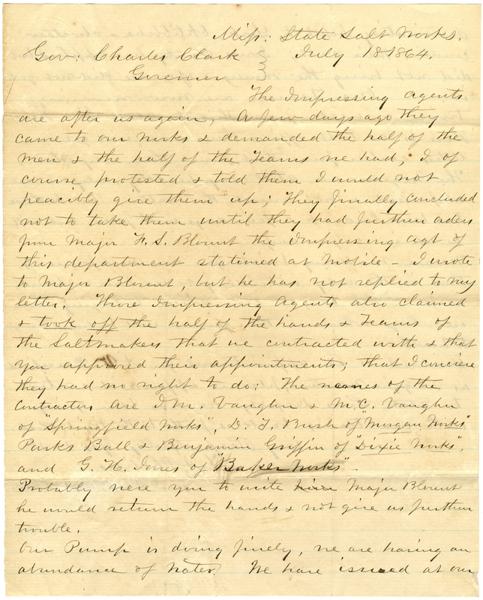 Miss: State Salt Works.
Gov: Charles Clark } July 18 1864.
Governor
The Impressing Agents
are after us again, A few days ago they
came to our works & demanded the half of the
men & the half of the Teams we had, I of
course protested & told them I would not
peacibly give them up; They finally concluded
not to take them until they had further orders
from Major F. S. Blount the Impressing agt of
this department stationed at Mobile - I wrote
to Major Blount, but he has not replied to my
letter. Those Impressing Agents also claimed
& took off the half of the hands & Teams of
the Saltmakers that we contracted with & that
you approved their appointments; that I conceive
they had no right to do: The names of the
Contractors are J. M. Vaughn & M. C. Vaughn
of "Springfield Works", D. J. Bush of "Morgan Works"
Parks Ball & Benjamin Griffin of "Dixie Works".
and G. H. Jones of "Baker Works -
Probably were you to write Major Blount
he would return the hands & not give us further
trouble.
Our Pump is doing finely, we are having an
abundance of water. We have issued at our